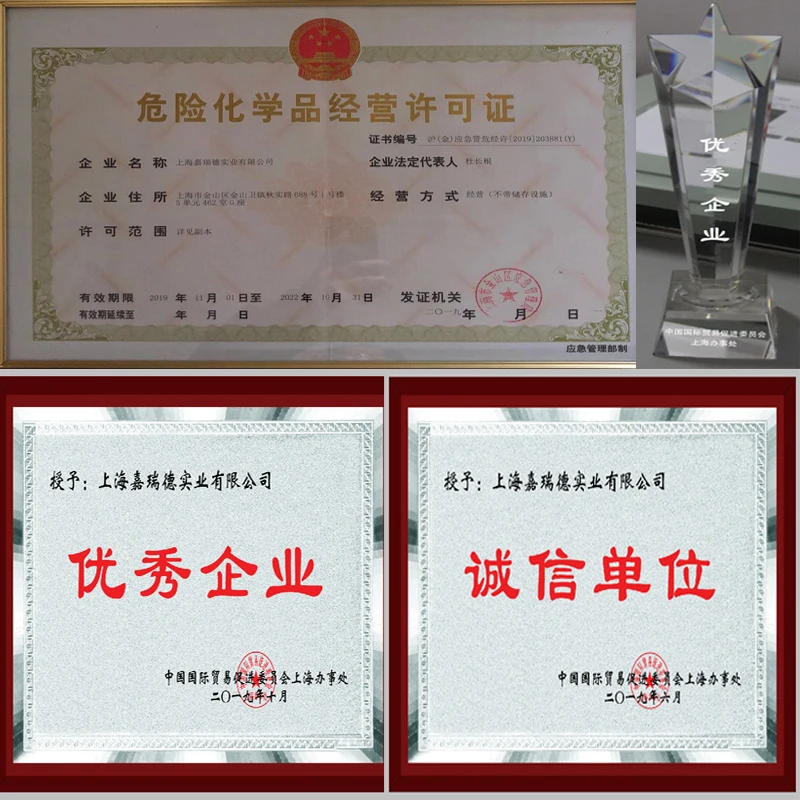 危险化学品经营许可证
证书编号 沪(金)应急管危经许[2019]203881(Y)
企业名称 上海嘉瑞德实业有限公司
企业法定代表人 杜长根
企业住所 上海市金山区金山卫镇秋实路688号1号楼
5单元462室G座
经营方式 经营(不带储存设施)
许可范围 详见副本
有效期限 2019 年 11 月 01 日至 2022 年 10 月 31 日
有效期延续至 年 月 日
发证机关
二〇一九年 月 日
应急管理部制
优秀企业
中国国际贸易促进委员会
上海办事处
授予:上海嘉瑞德实业有限公司
优秀企业
中国国际贸易促进委员会上海办事处
二〇一九年十月
授予:上海嘉瑞德实业有限公司
诚信单位
中国国际贸易促进委员会上海办事处
二〇一九年六月